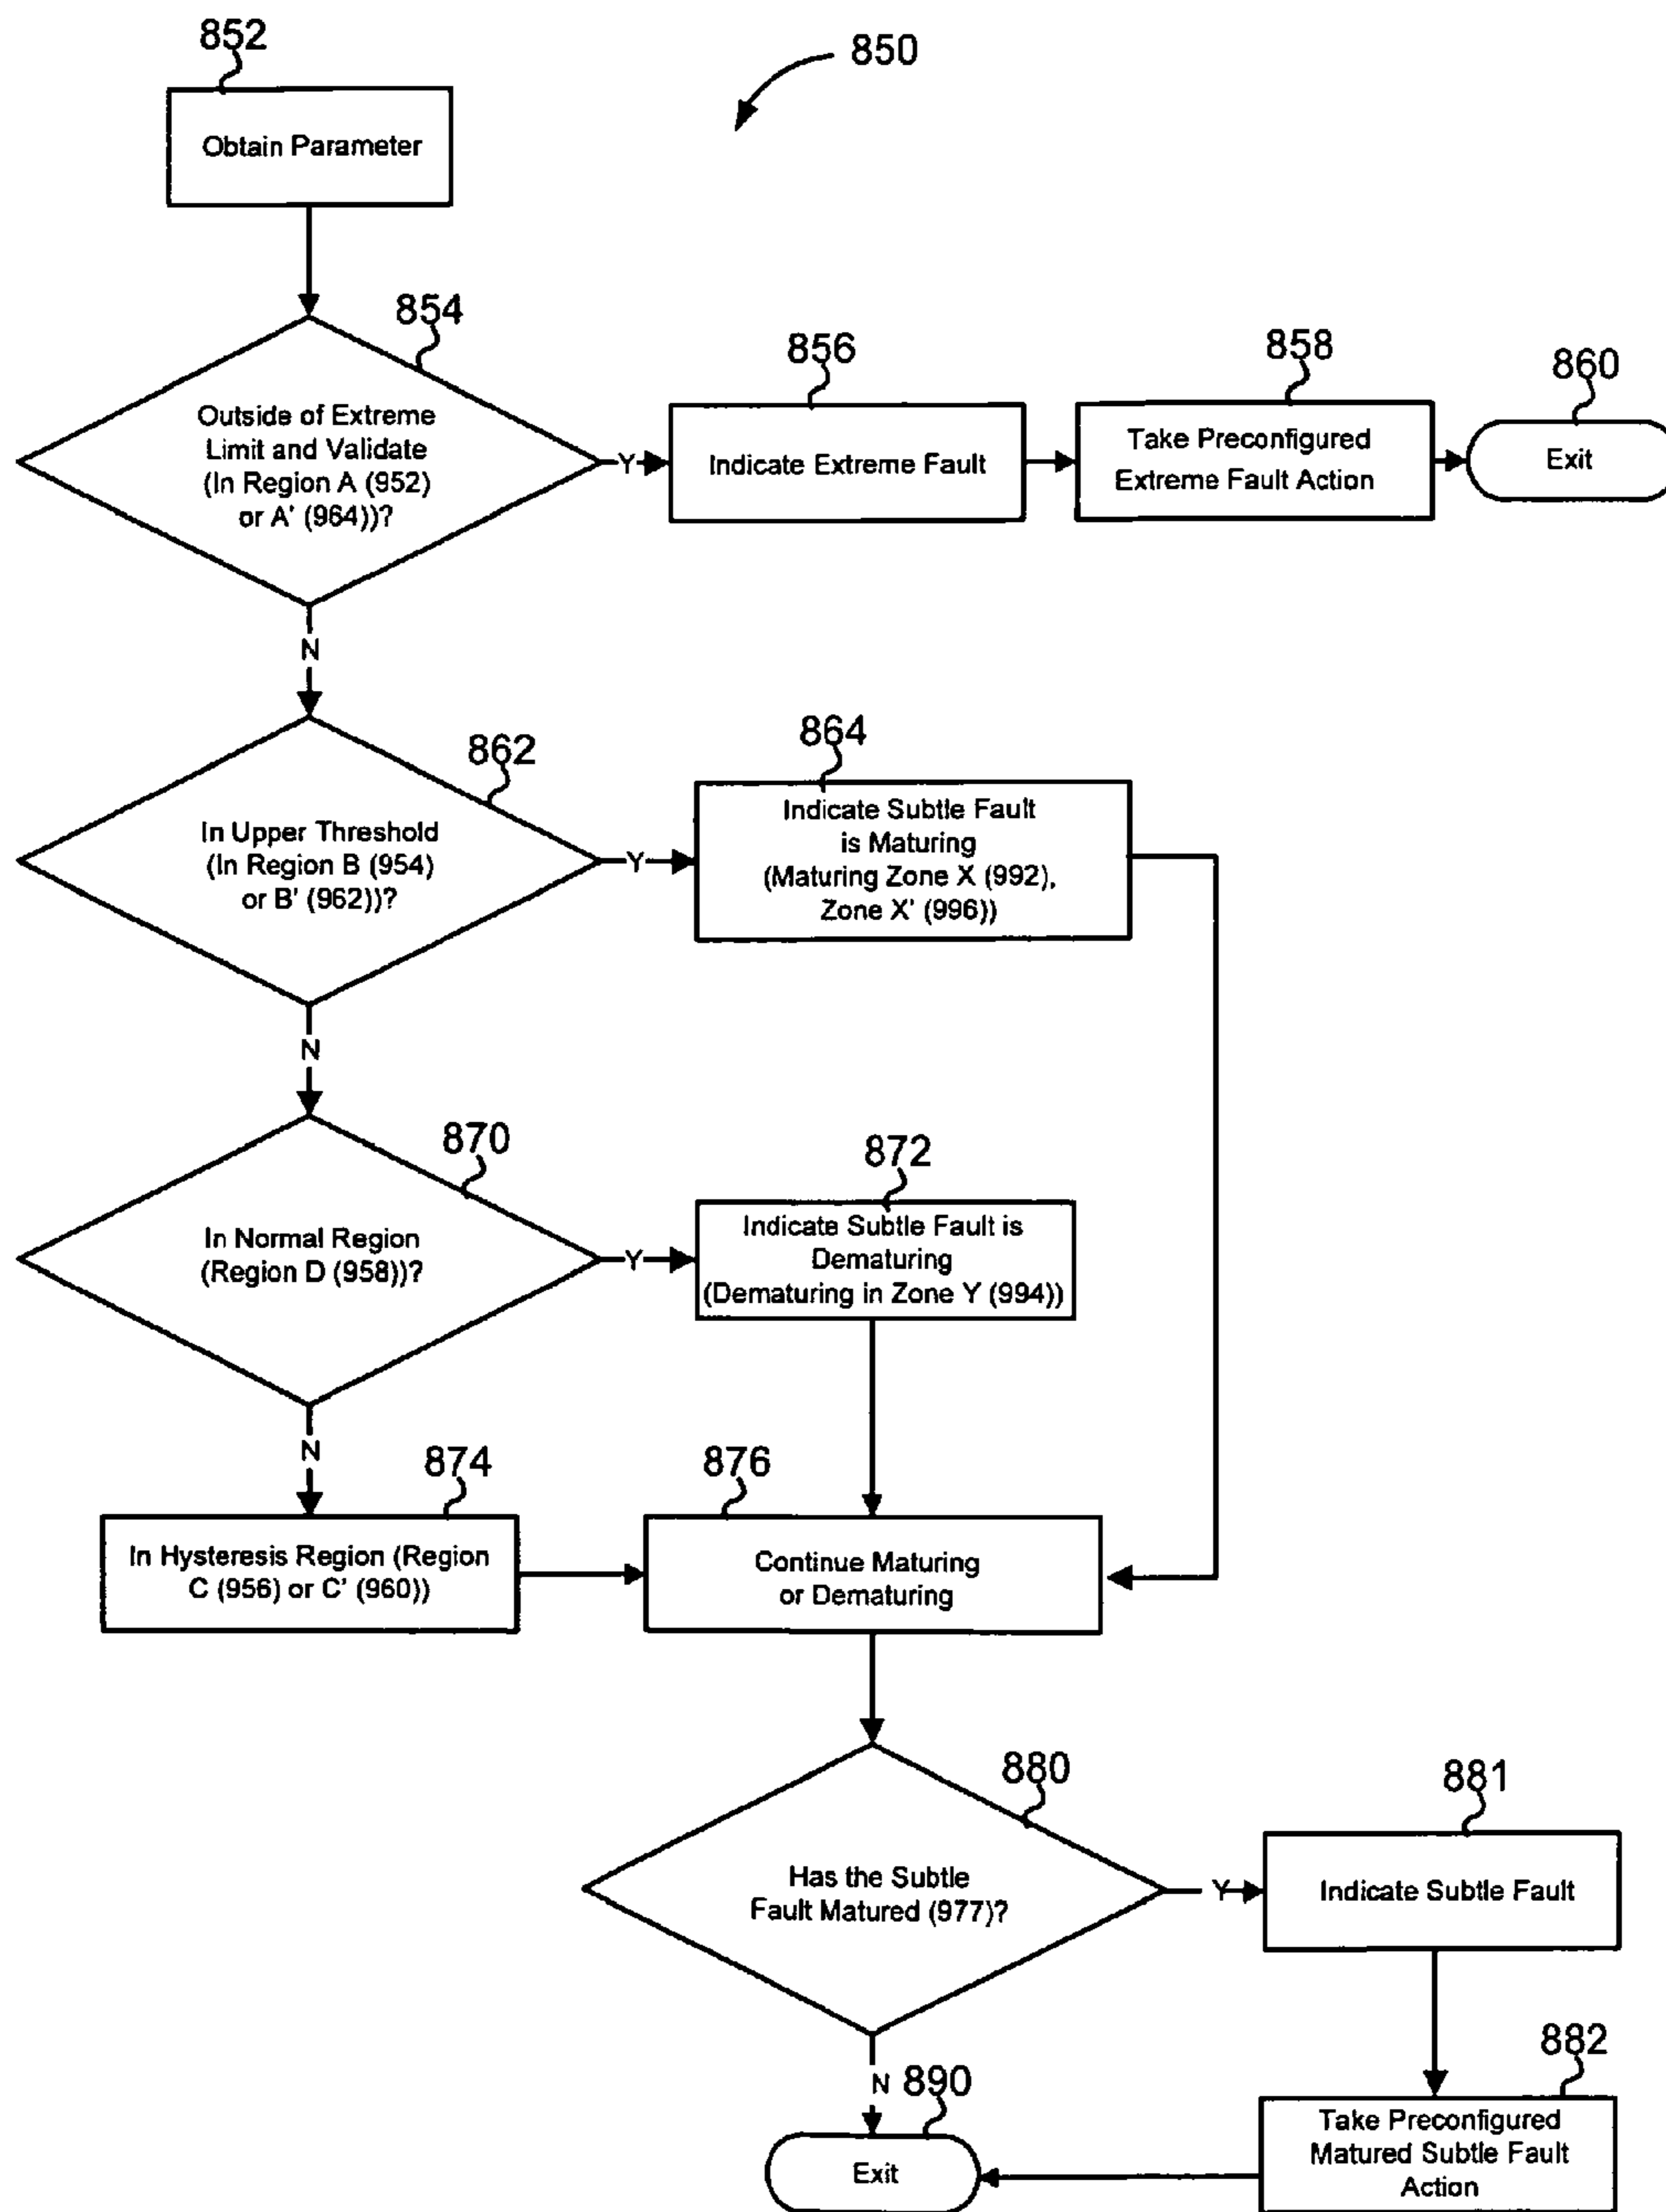 852
850
Obtain Parameter
854
Outside of Extreme
Limit and Validate
(In Region A (952)
or A' (964))?
Y
856
Indicate Extreme Fault
858
Take Preconfigured
Extreme Fault Action
860
Exit
N
862
In Upper Threshold
(In Region B (954)
or B' (962))?
Y
864
Indicate Subtle Fault
is Maturing
(Maturing Zone X (992),
Zone X' (996))
N
870
In Normal Region
(Region D (958))?
Y
872
Indicate Subtle Fault is
Dematuring
(Dematuring in Zone Y (994))
N
874
In Hysteresis Region (Region
C (956) or C' (960))
876
Continue Maturing
or Dematuring
880
Has the Subtle
Fault Matured (977)?
Y
881
Indicate Subtle Fault
882
Take Preconfigured
Matured Subtle Fault
Action
N
890
Exit